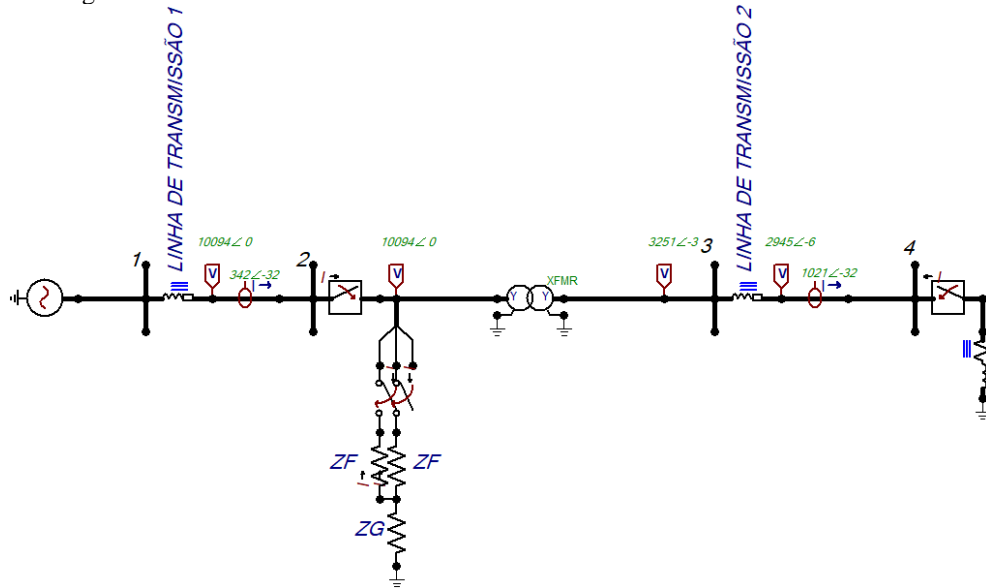 LINHA DE TRANSMISSÃO 1
LINHA DE TRANSMISSÃO 2
10094∠ 0
10094∠ 0
3251∠-3
2945∠-6
342∠-32
1021∠-32
1
2
3
4
V
I
V
V
V
I
I
I
XFMR
Y
Y
ZF
ZF
ZG